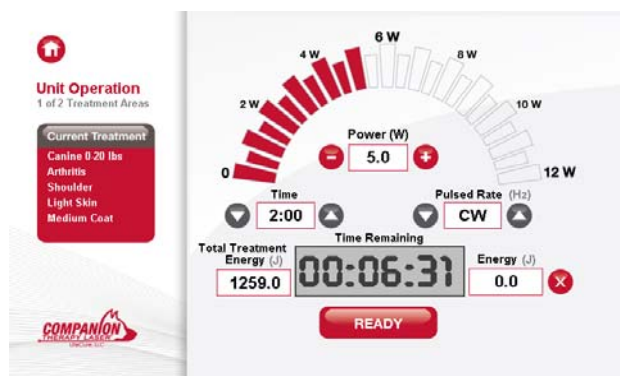 Unit Operation
1 of 2 Treatment Areas
Current Treatment
Canine 0-20 lbs
Arthritis
Shoulder
Light Skin
Medium Coat
COMPANION
THERAPY LASER
LiteCure, LLC
0
2 W
4 W
6 W
8 W
10 W
12 W
Power (W)
5.0
Time
2:00
Pulsed Rate (Hz)
CW
Total Treatment
Energy (J)
1259.0
Time Remaining
00:06:31
Energy (J)
0.0
READY